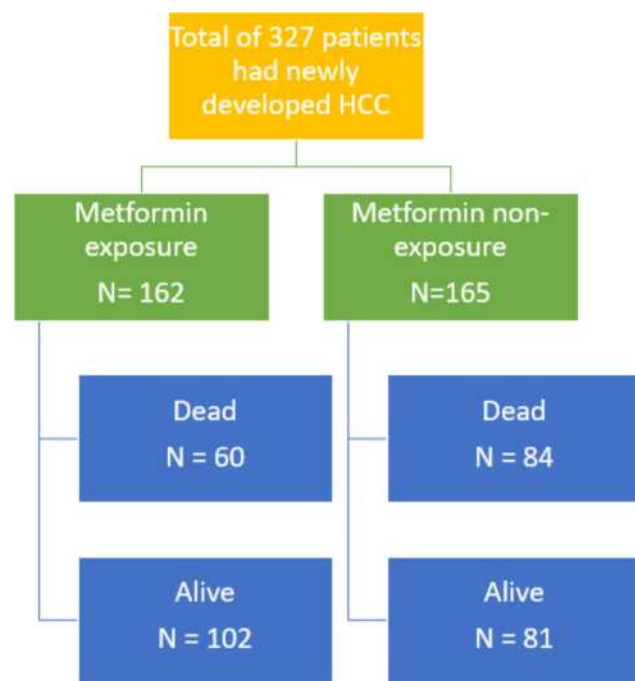 Total of 327 patients
had newly
developed HCC
Metformin
exposure
N= 162
Metformin non-
exposure
N=165
Dead
N = 60
Dead
N = 84
Alive
N = 102
Alive
N = 81